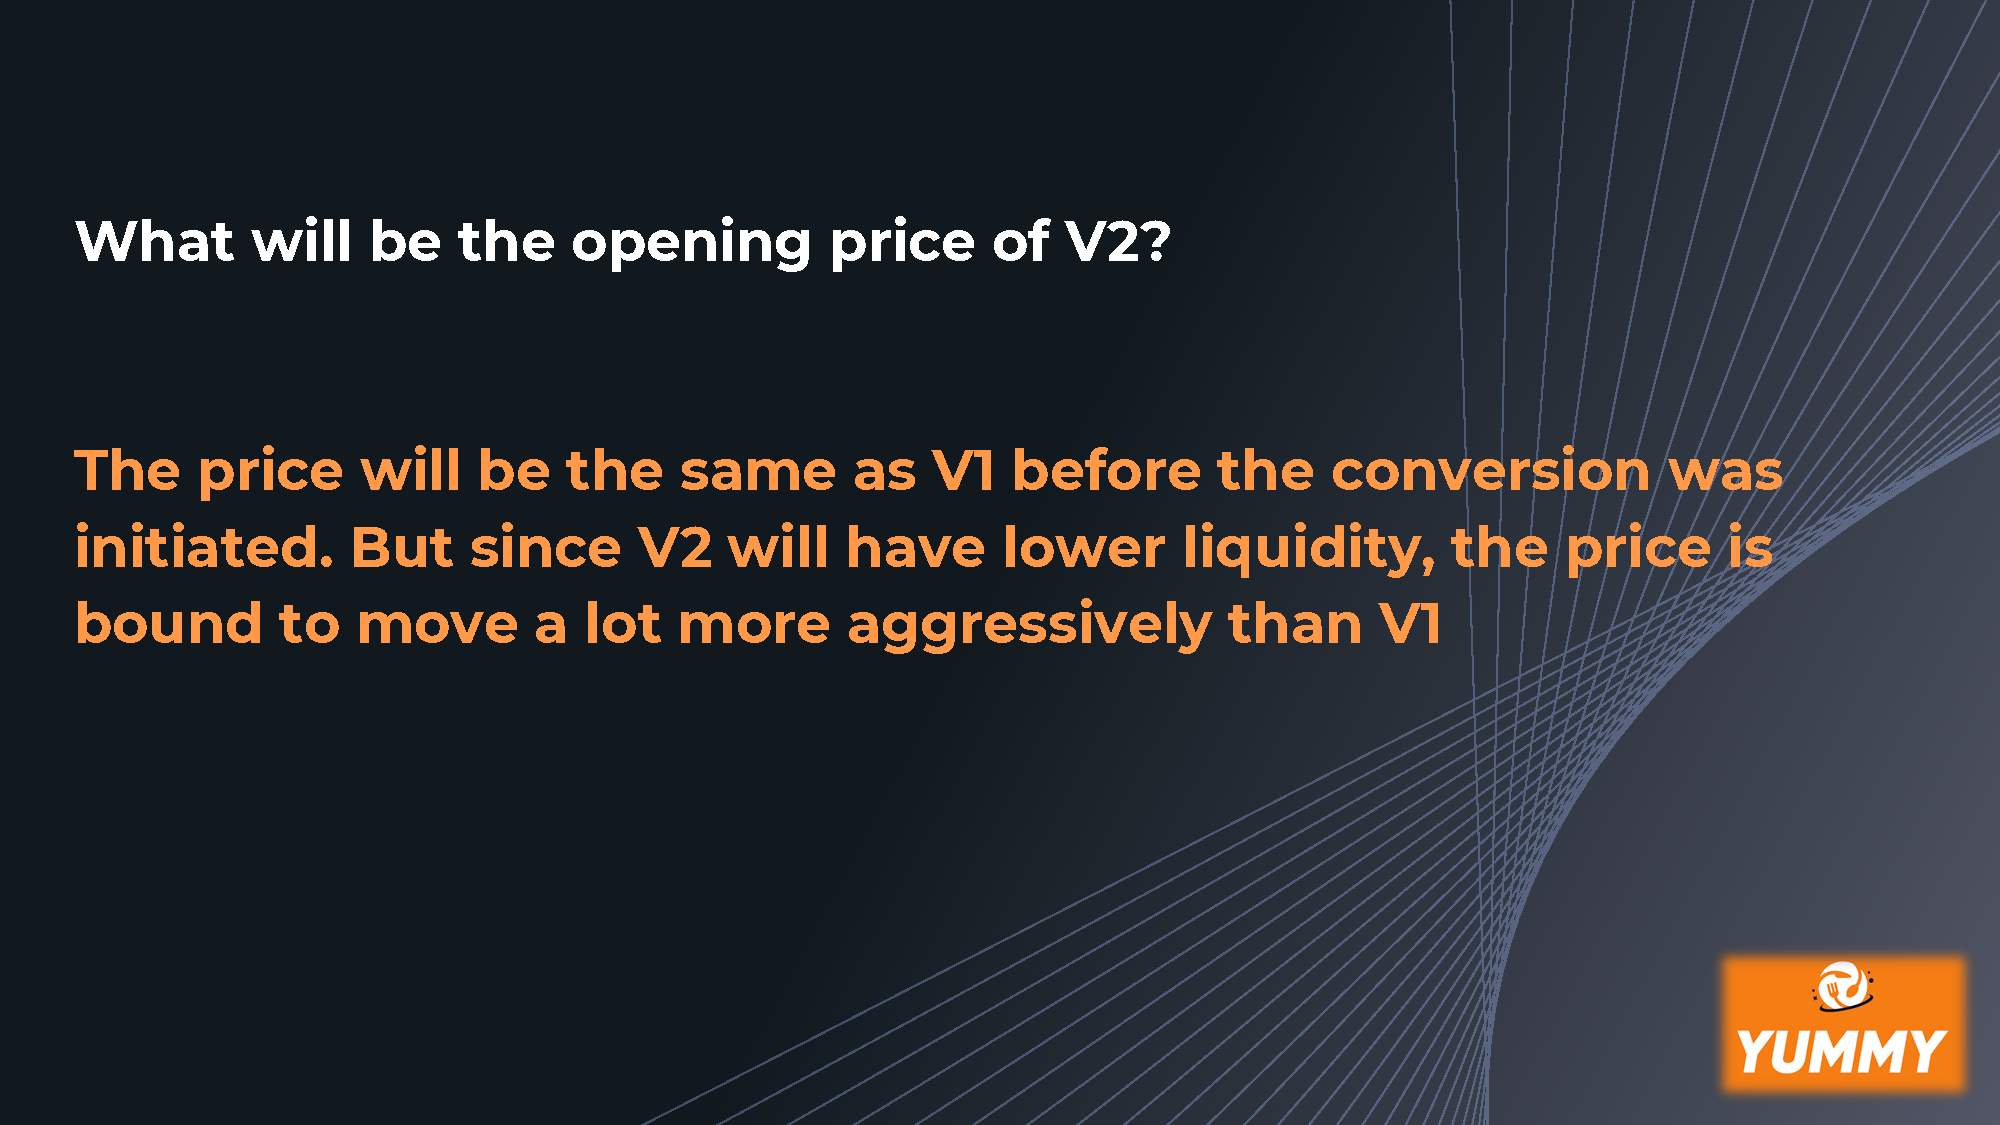 What will be the opening price of V2?
The price will be the same as V1 before the conversion was
initiated. But since V2 will have lower liquidity, the price is
bound to move a lot more aggressively than V1
YUMMY